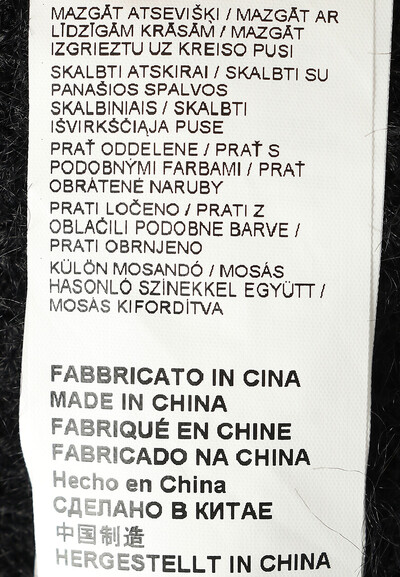 MAZGĀT ATSEVIŠĶI / MAZGĀT AR
LĪDZĪGĀM KRĀSĀM / MAZGĀT
IZGRIEZTU UZ KREISO PUSI
SKALBTI ATSKIRAI / SKALBTI SU
PANAŠIOS SPALVOS
SKALBINIAIS / SKALBTI
IŠVIRKŠČIĄJA PUSE
PRAŤ ODDELENE / PRAŤ S
PODOBNÝMI FARBAMI / PRAŤ
OBRÁTENÉ NARUBY
PRATI LOČENO / PRATI Z
OBLAČILI PODOBNE BARVE /
PRATI OBRNJENO
KÜLÖN MOSANDÓ / MOSÁS
HASONLÓ SZÍNEKKEL EGYÜTT /
MOSÁS KIFORDÍTVA
FABBRICATO IN CINA
MADE IN CHINA
FABRIQUÉ EN CHINE
FABRICADO NA CHINA
Hecho en China
СДЕЛАНО В КИТАЕ
中国制造
HERGESTELLT IN CHINA